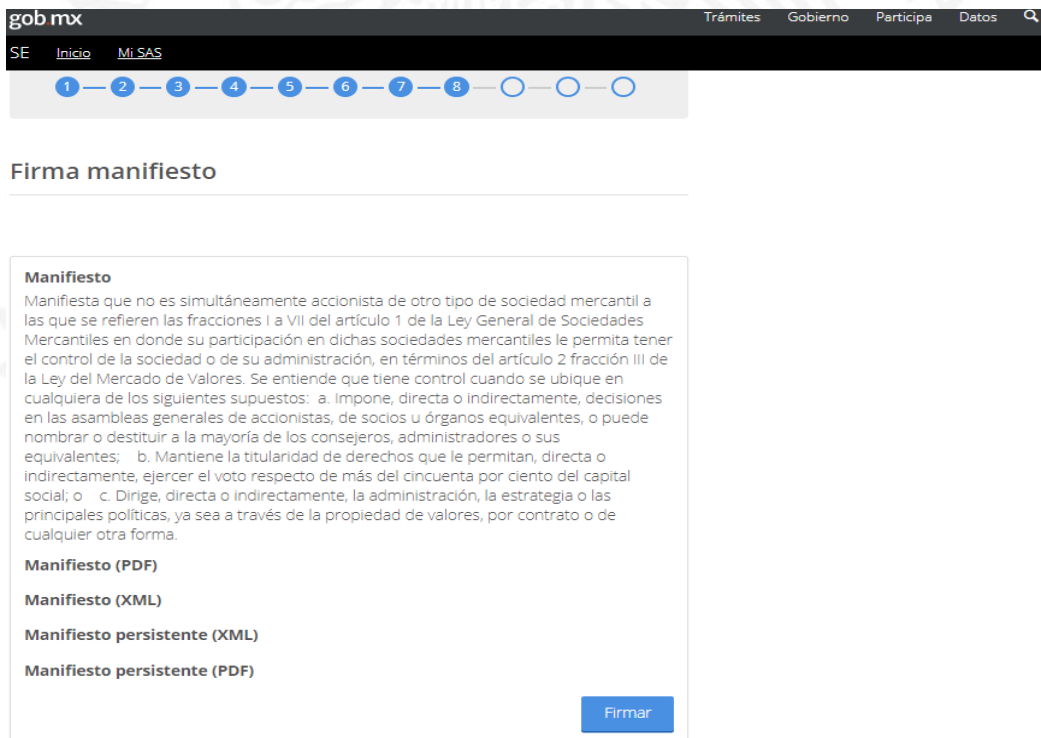 gob.mx Trámites Gobierno Participa Datos
SE Inicio Mi SAS
1 2 3 4 5 6 7 8
Firma manifiesto
Manifiesto
Manifiesta que no es simultáneamente accionista de otro tipo de sociedad mercantil a
las que se refieren las fracciones I a VII del artículo 1 de la Ley General de Sociedades
Mercantiles en donde su participación en dichas sociedades mercantiles le permita tener
el control de la sociedad o de su administración, en términos del artículo 2 fracción III de
la Ley del Mercado de Valores. Se entiende que tiene control cuando se ubique en
cualquiera de los siguientes supuestos: a. Impone, directa o indirectamente, decisiones
en las asambleas generales de accionistas, de socios u órganos equivalentes, o puede
nombrar o destituir a la mayoría de los consejeros, administradores o sus
equivalentes; b. Mantiene la titularidad de derechos que le permitan, directa o
indirectamente, ejercer el voto respecto de más del cincuenta por ciento del capital
social; o c. Dirige, directa o indirectamente, la administración, la estrategia o las
principales políticas, ya sea a través de la propiedad de valores, por contrato o de
cualquier otra forma.
Manifiesto (PDF)
Manifiesto (XML)
Manifiesto persistente (XML)
Manifiesto persistente (PDF)
Firmar